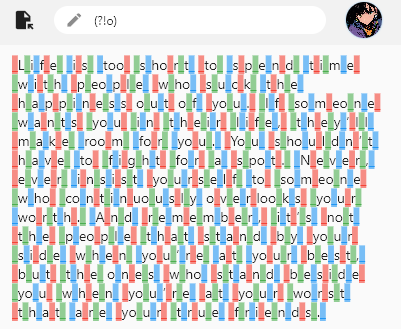 (?!o)
Life is too short to spend time
with people who suck the
happiness out of you. If someone
wants you in their life, they'll
make room for you. You shouldn't
have to fight for a spot. Never,
ever insist yourself to someone
who continuously overlooks your
worth. And remember, it's not
the people that stand by your
side when you're at your best,
but the ones who stand beside
you when you're at your worst
that are your true friends.